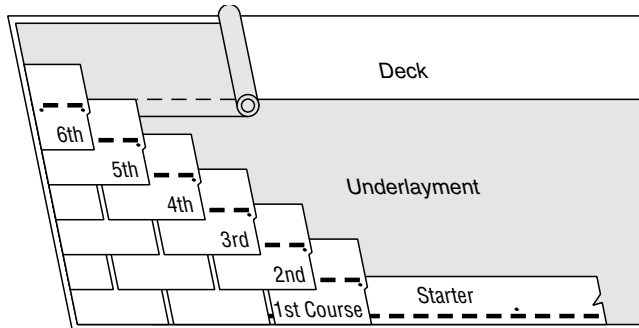 Deck
6th
5th
Underlayment
4th
3rd
2nd
Starter
1st Course